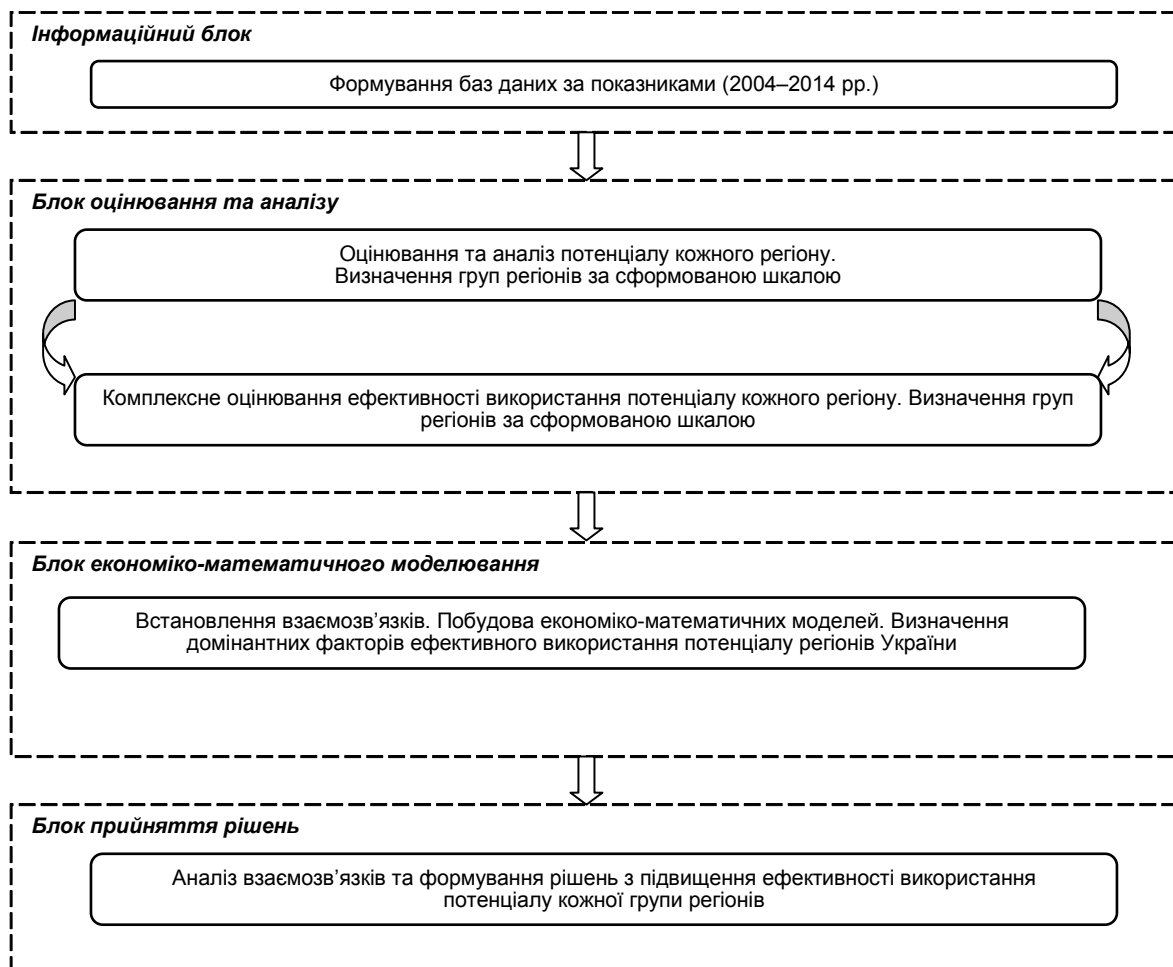 Інформаційний блок
Формування баз даних за показниками (2004–2014 рр.)
Блок оцінювання та аналізу
Оцінювання та аналіз потенціалу кожного регіону.
Визначення груп регіонів за сформованою шкалою
Комплексне оцінювання ефективності використання потенціалу кожного регіону. Визначення груп
регіонів за сформованою шкалою
Блок економіко-математичного моделювання
Встановлення взаємозв’язків. Побудова економіко-математичних моделей. Визначення
домінантних факторів ефективного використання потенціалу регіонів України
Блок прийняття рішень
Аналіз взаємозв’язків та формування рішень з підвищення ефективності використання
потенціалу кожної групи регіонів